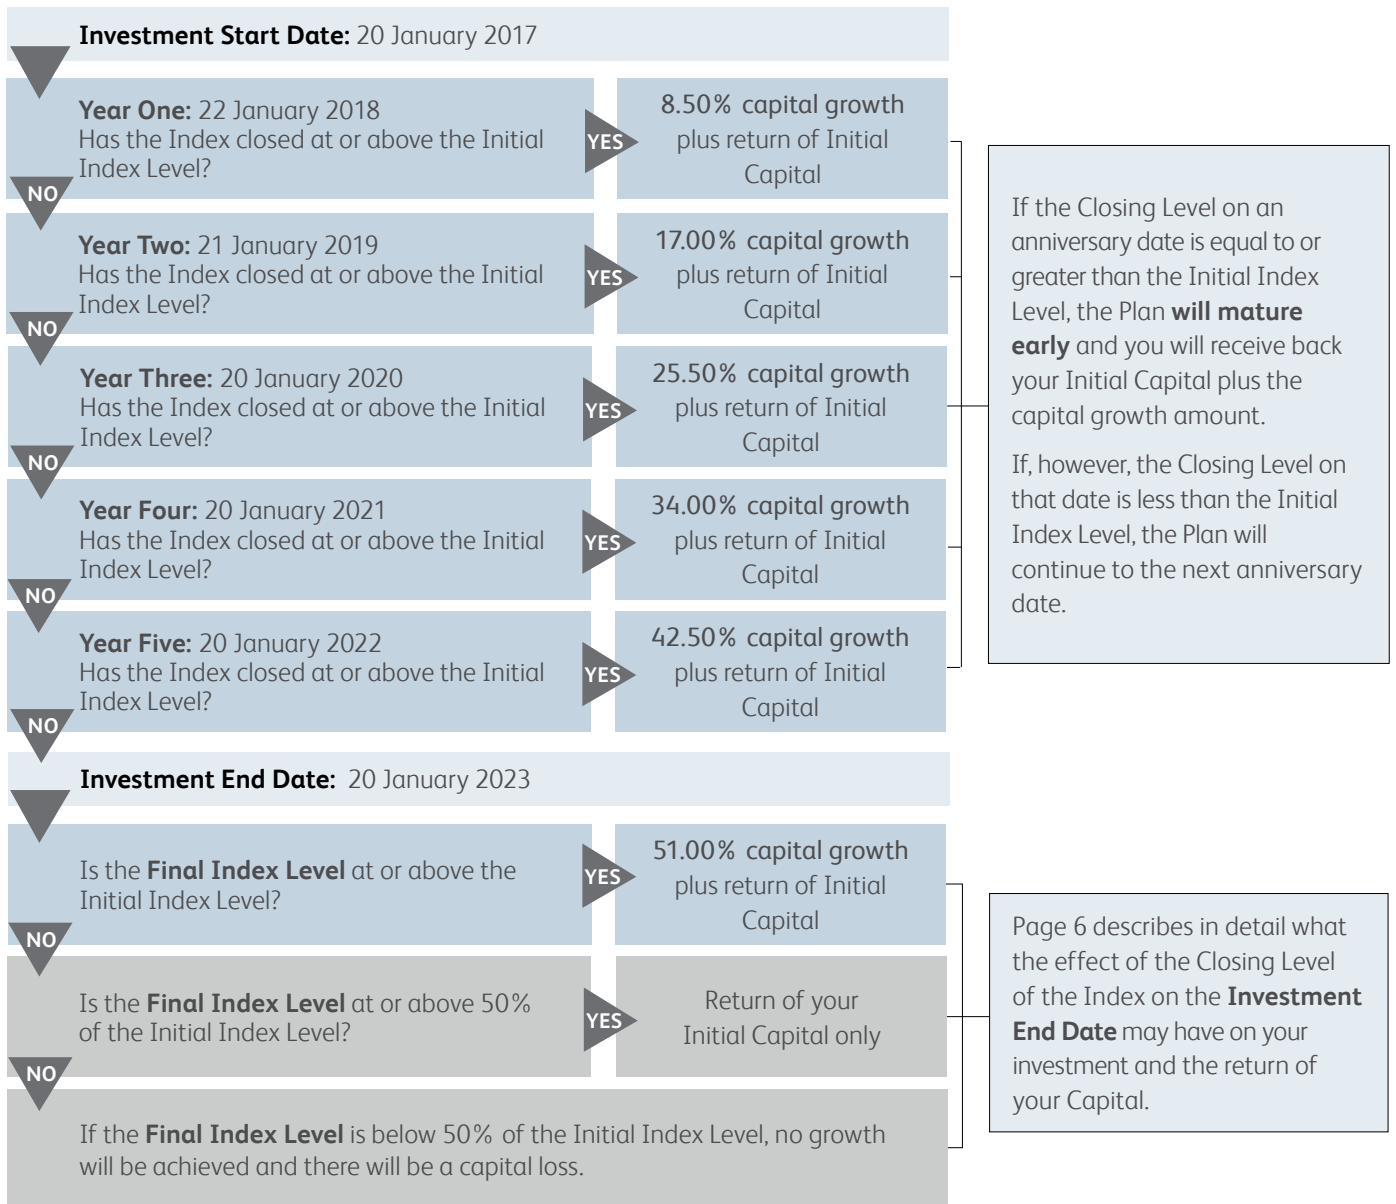 Investment Start Date: 20 January 2017
Year One: 22 January 2018
Has the Index closed at or above the Initial
Index Level?
YES
8.50% capital growth
plus return of Initial
Capital
NO
Year Two: 21 January 2019
Has the Index closed at or above the Initial
Index Level?
YES
17.00% capital growth
plus return of Initial
Capital
NO
Year Three: 20 January 2020
Has the Index closed at or above the Initial
Index Level?
YES
25.50% capital growth
plus return of Initial
Capital
NO
Year Four: 20 January 2021
Has the Index closed at or above the Initial
Index Level?
YES
34.00% capital growth
plus return of Initial
Capital
NO
Year Five: 20 January 2022
Has the Index closed at or above the Initial
Index Level?
YES
42.50% capital growth
plus return of Initial
Capital
NO
If the Closing Level on an
anniversary date is equal to or
greater than the Initial Index
Level, the Plan will mature
early and you will receive back
your Initial Capital plus the
capital growth amount.
If, however, the Closing Level on
that date is less than the Initial
Index Level, the Plan will
continue to the next anniversary
date.
Investment End Date: 20 January 2023
Is the Final Index Level at or above the
Initial Index Level?
YES
51.00% capital growth
plus return of Initial
Capital
NO
Is the Final Index Level at or above 50%
of the Initial Index Level?
YES
Return of your
Initial Capital only
NO
If the Final Index Level is below 50% of the Initial Index Level, no growth
will be achieved and there will be a capital loss.
Page 6 describes in detail what
the effect of the Closing Level
of the Index on the Investment
End Date may have on your
investment and the return of
your Capital.